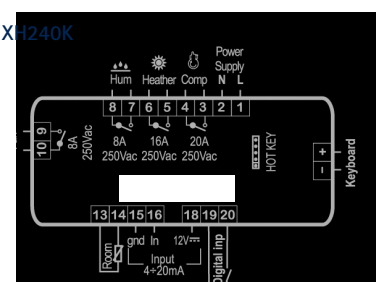 XH240K
Power
Supply
Hum Heather Comp N L
8 7 6 5 4 3 2 1
8A 16A 20A
250Vac 250Vac 250Vac
9
10
8A
250Vac
HOT KEY
+
-
Keyboard
13 14 15 16 18 19 20
gnd In 12V
Room
Input
4÷20mA
Digital inp